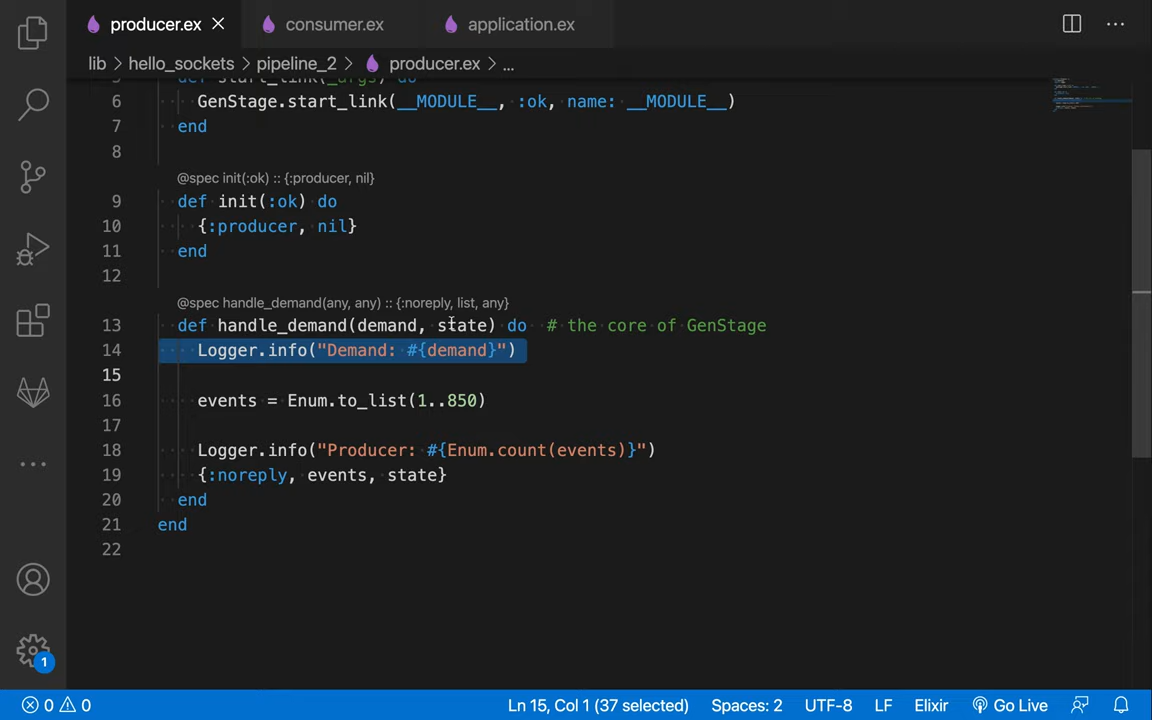 producer.ex
consumer.ex
application.ex
lib > hello_sockets > pipeline_2 > producer.ex > ...
5 def start_link(_args) do
6 GenStage.start_link(__MODULE__, :ok, name: __MODULE__)
7 end
8
@spec init(:ok) :: {:producer, nil}
9 def init(:ok) do
10 {:producer, nil}
11 end
12
@spec handle_demand(any, any) :: {:noreply, list, any}
13 def handle_demand(demand, state) do # the core of GenStage
14 Logger.info("Demand: #{demand}")
15
16 events = Enum.to_list(1..850)
17
18 Logger.info("Producer: #{Enum.count(events)}")
19 {:noreply, events, state}
20 end
21 end
22
1
0 0 Ln 15, Col 1 (37 selected) Spaces: 2 UTF-8 LF Elixir Go Live